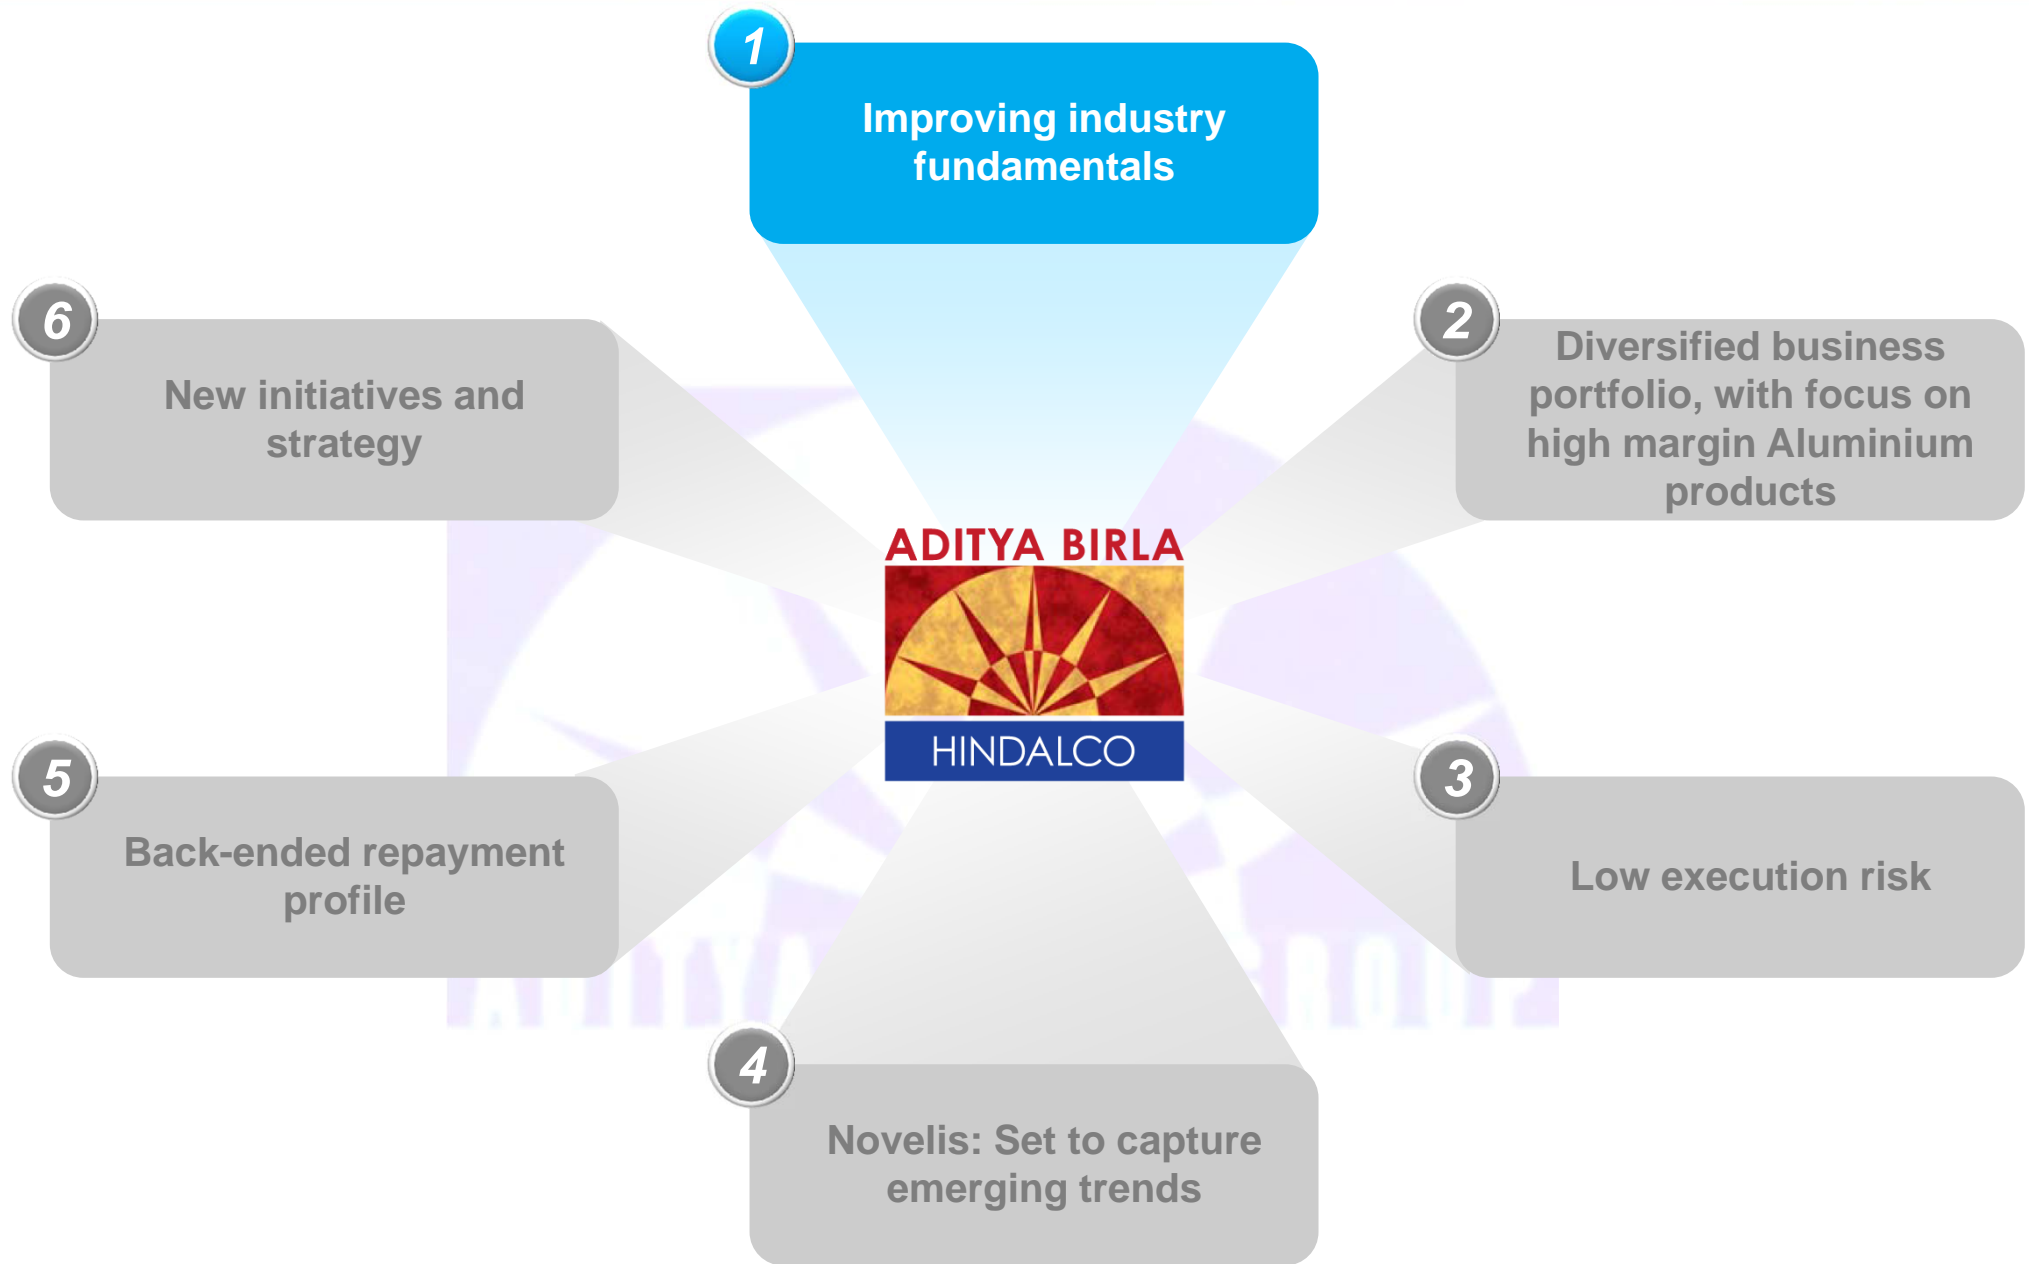 1
Improving industry
fundamentals
6
New initiatives and
strategy
2
Diversified business
portfolio, with focus on
high margin Aluminium
products
ADITYA BIRLA
HINDALCO
5
Back-ended repayment
profile
3
Low execution risk
ADITYA
GROUP
4
Novelis: Set to capture
emerging trends